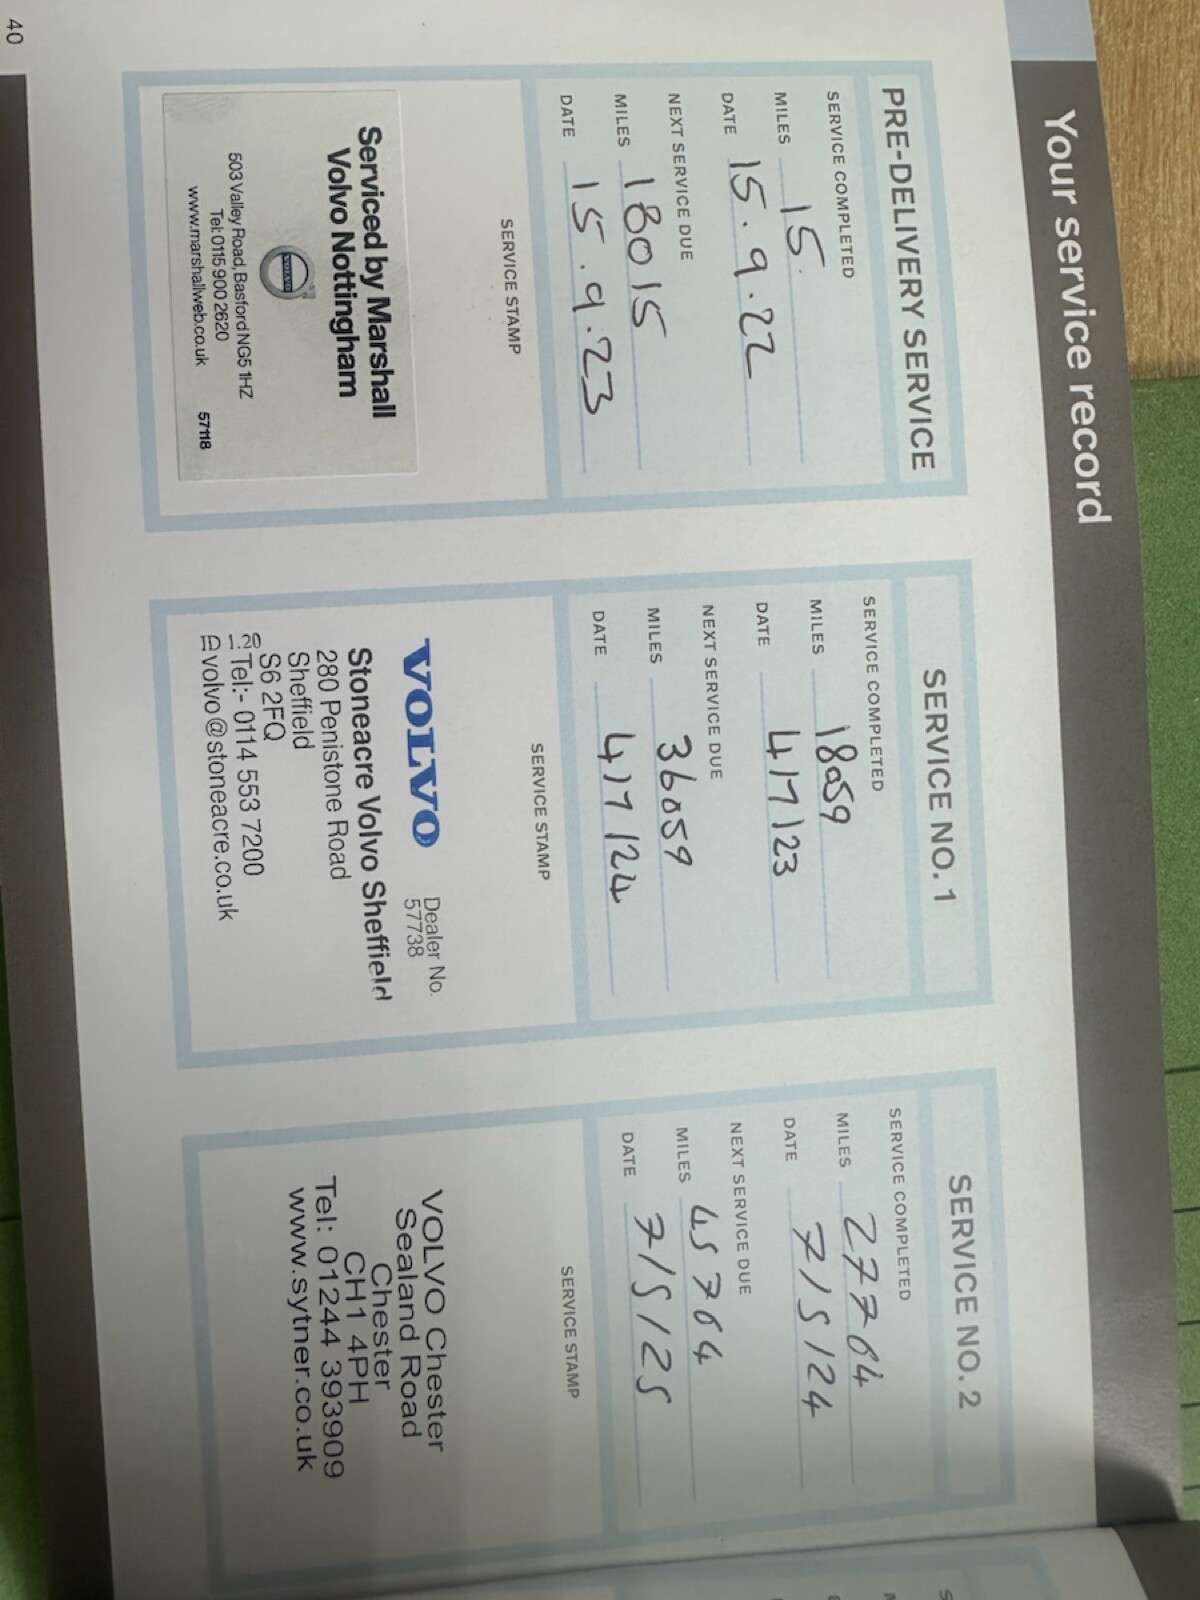 Your service record
PRE-DELIVERY SERVICE
SERVICE COMPLETED
MILES 15
DATE 15.9.22
NEXT SERVICE DUE
MILES 18015
DATE 15.9.23
SERVICE STAMP
Serviced by Marshall
Volvo Nottingham
VOLVO
503 Valley Road, Basford NG5 1HZ
Tel: 0115 900 2620
www.marshallweb.co.uk 57118
SERVICE NO. 1
SERVICE COMPLETED
MILES 18059
DATE 4/7/23
NEXT SERVICE DUE
MILES 36059
DATE 4/7/24
SERVICE STAMP
VOLVO Dealer No.
57738
Stoneacre Volvo Sheffield
280 Penistone Road
Sheffield
S6 2FQ
Tel:- 0114 553 7200
volvo@stoneacre.co.uk
SERVICE NO. 2
SERVICE COMPLETED
MILES 27764
DATE 7/5/24
NEXT SERVICE DUE
MILES 45764
DATE 7/5/25
SERVICE STAMP
VOLVO Chester
Sealand Road
Chester
CH1 4PH
Tel: 01244 393909
www.sytner.co.uk
40